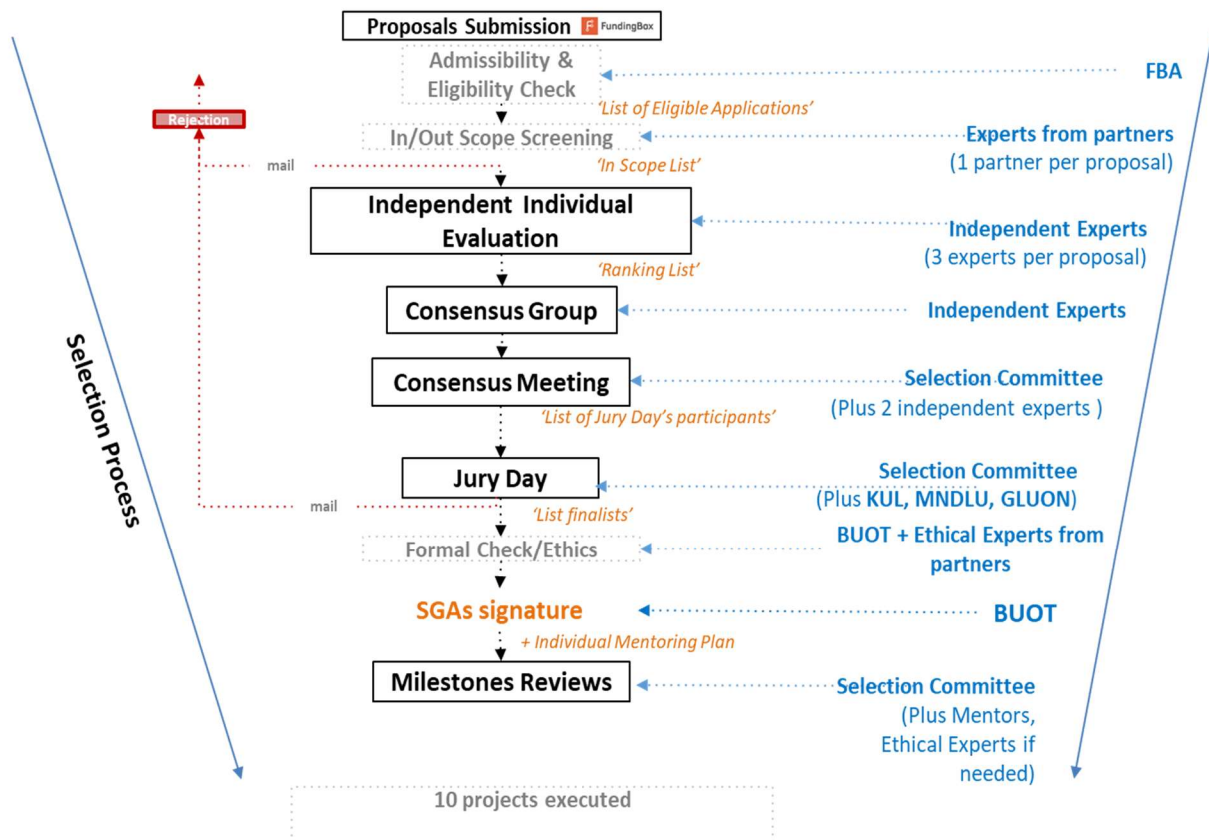 Proposals Submission FundingBox
Admissibility &
Eligibility Check
FBA
'List of Eligible Applications'
Rejection
In/Out Scope Screening
Experts from partners
(1 partner per proposal)
mail
'In Scope List'
Independent Individual
Evaluation
Independent Experts
(3 experts per proposal)
'Ranking List'
Consensus Group
Independent Experts
Selection Process
Consensus Meeting
Selection Committee
(Plus 2 independent experts )
'List of Jury Day's participants'
Jury Day
Selection Committee
(Plus KUL, MNDLU, GLUON)
mail
'List finalists'
Formal Check/Ethics
BUOT + Ethical Experts from
partners
SGAs signature
BUOT
+ Individual Mentoring Plan
Milestones Reviews
Selection Committee
(Plus Mentors,
Ethical Experts if
needed)
10 projects executed